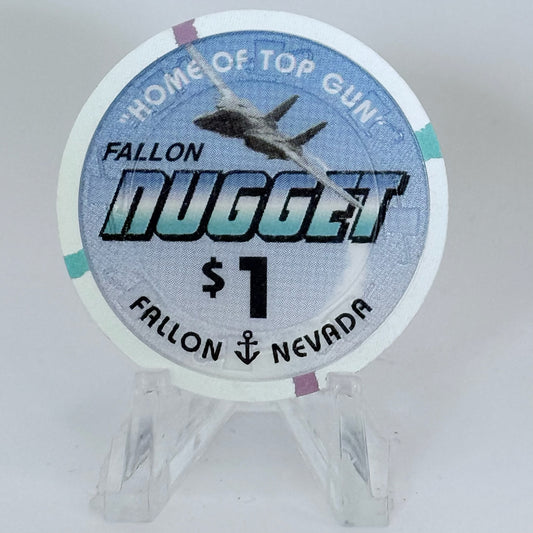 "HOME OF TOP GUN"
FALLON
NUGGET
$1
FALLON ⚓ NEVADA